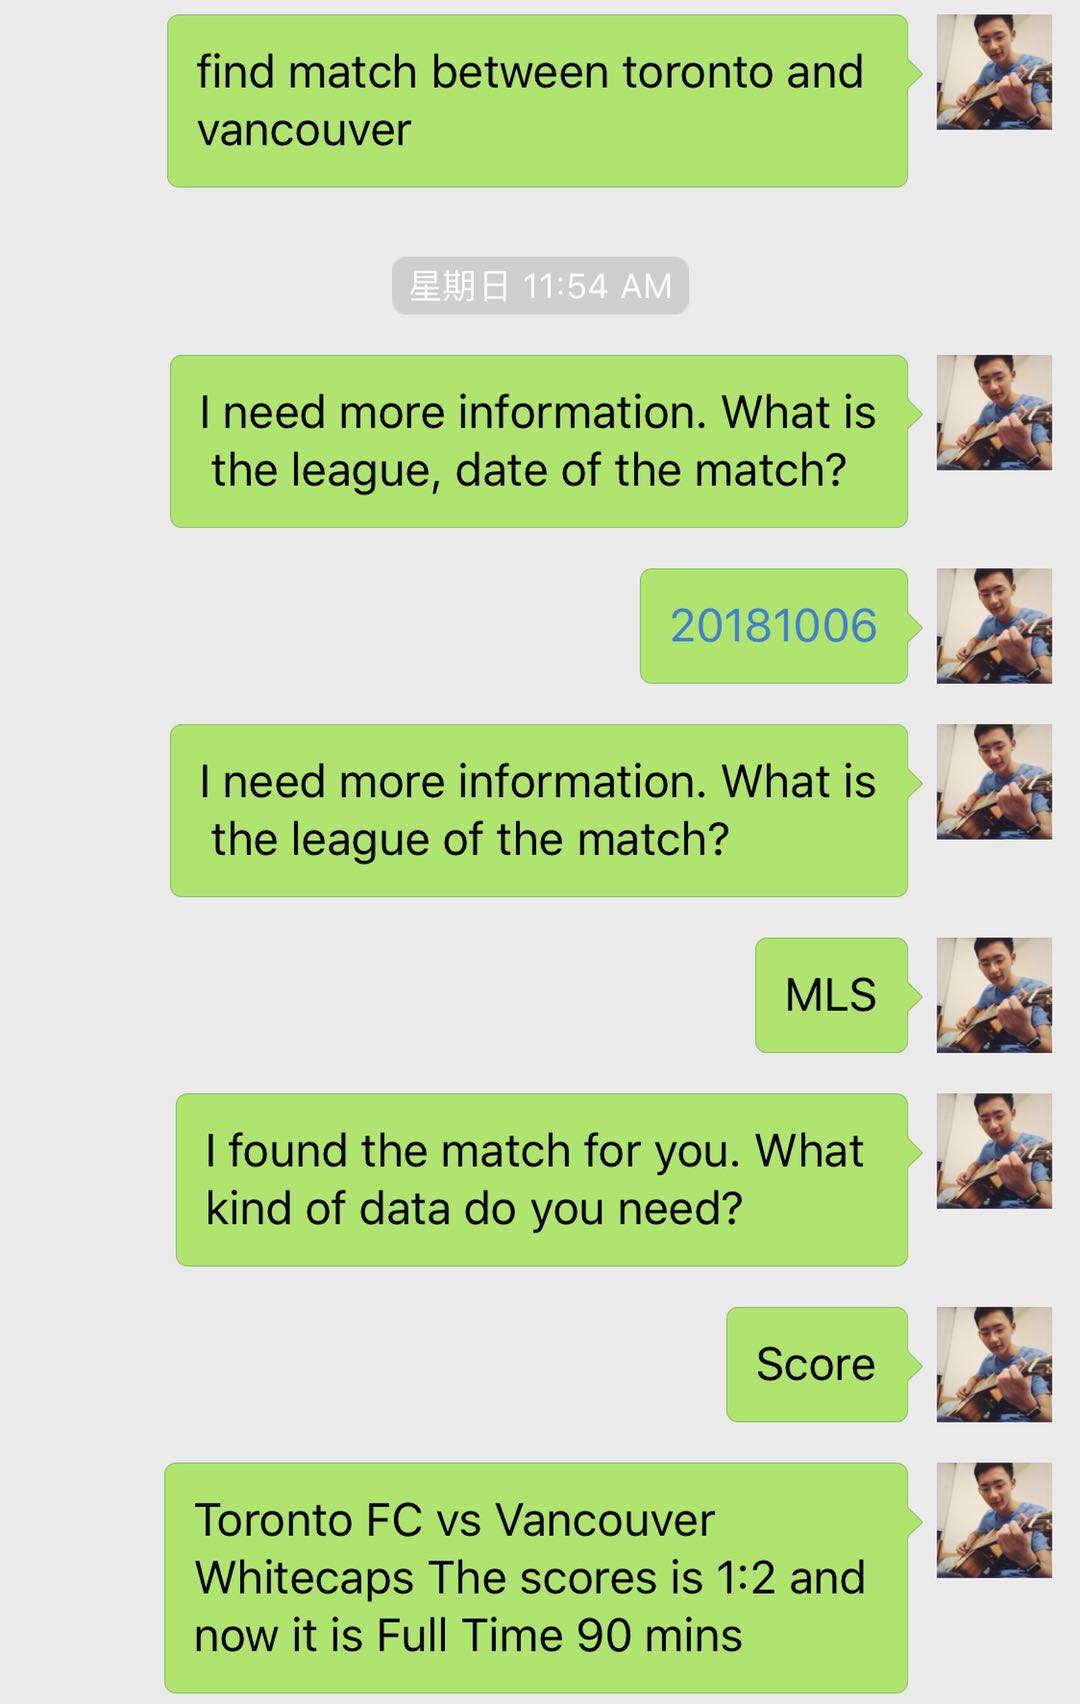 find match between toronto and
vancouver
星期日 11:54 AM
I need more information. What is
the league, date of the match?
20181006
I need more information. What is
the league of the match?
MLS
I found the match for you. What
kind of data do you need?
Score
Toronto FC vs Vancouver
Whitecaps The scores is 1:2 and
now it is Full Time 90 mins